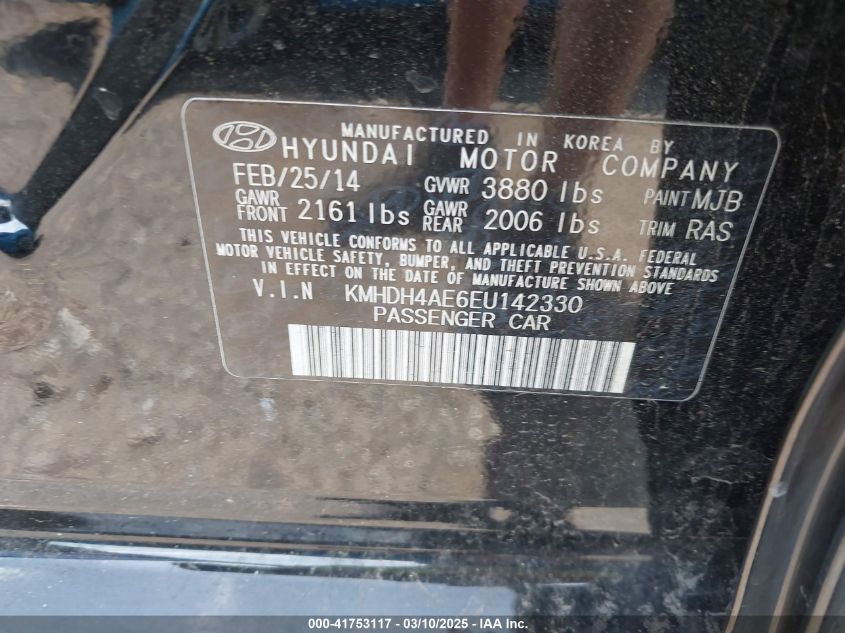 MANUFACTURED IN KOREA BY
HYUNDAI MOTOR COMPANY
FEB/25/14 GVWR 3880 lbs PAINT MJB
GAWR FRONT 2161 lbs GAWR REAR 2006 lbs TRIM RAS
THIS VEHICLE CONFORMS TO ALL APPLICABLE U.S.A. FEDERAL
MOTOR VEHICLE SAFETY, BUMPER, AND THEFT PREVENTION STANDARDS
IN EFFECT ON THE DATE OF MANUFACTURE SHOWN ABOVE
V.I.N KMHDH4AE6EU142330
PASSENGER CAR
000-41753117 - 03/10/2025 - IAA Inc.